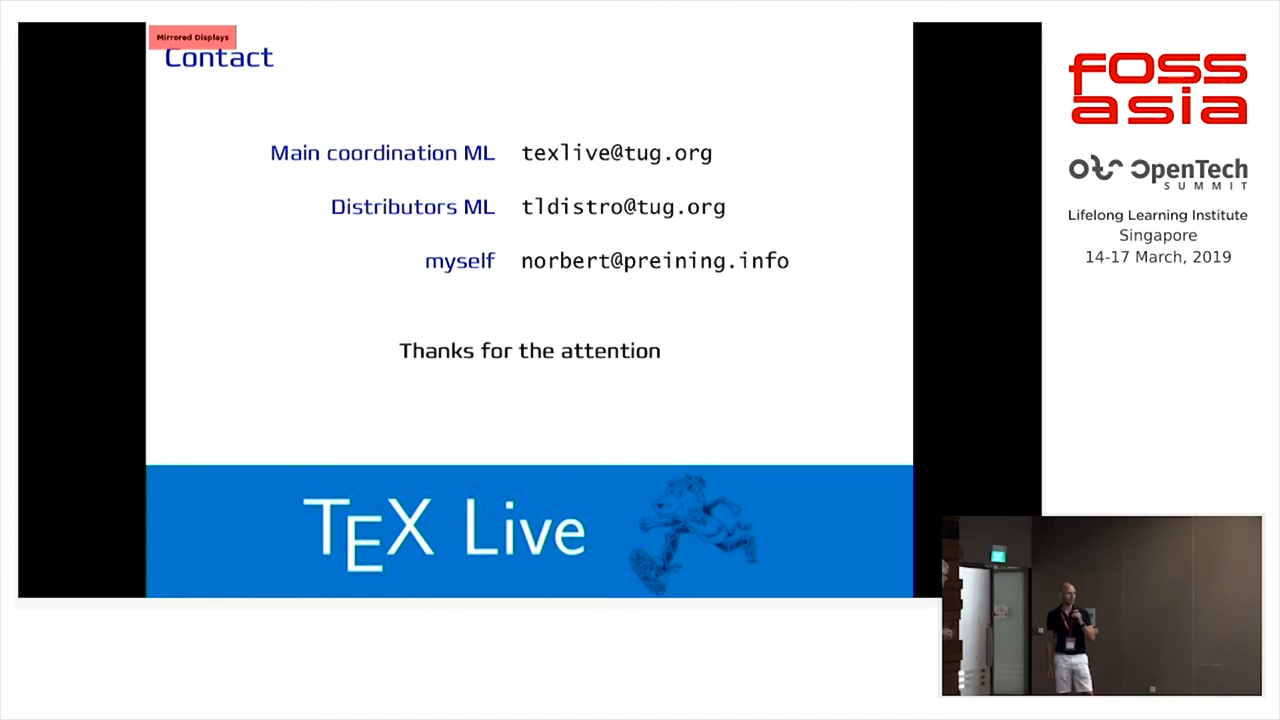 Mirrored Displays
Contact
Main coordination ML texlive@tug.org
Distributors ML tldistro@tug.org
myself norbert@preining.info
Thanks for the attention
TEX Live
FOSS
asia
OpenTech
SUMMIT
Lifelong Learning Institute
Singapore
14-17 March, 2019